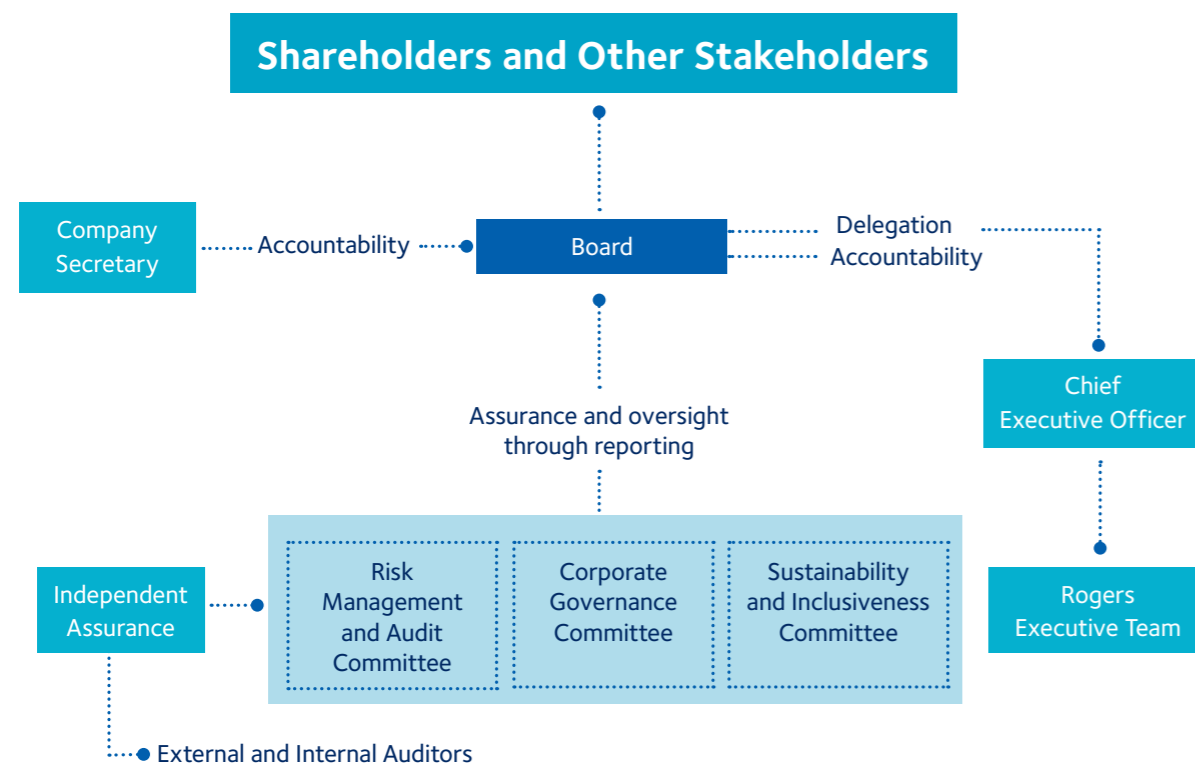 Shareholders and Other Stakeholders
Company
Secretary
Accountability
Board
Delegation
Accountability
Chief
Executive Officer
Assurance and oversight
through reporting
Independent
Assurance
Risk
Management
and Audit
Committee
Corporate
Governance
Committee
Sustainability
and Inclusiveness
Committee
Rogers
Executive Team
External and Internal Auditors